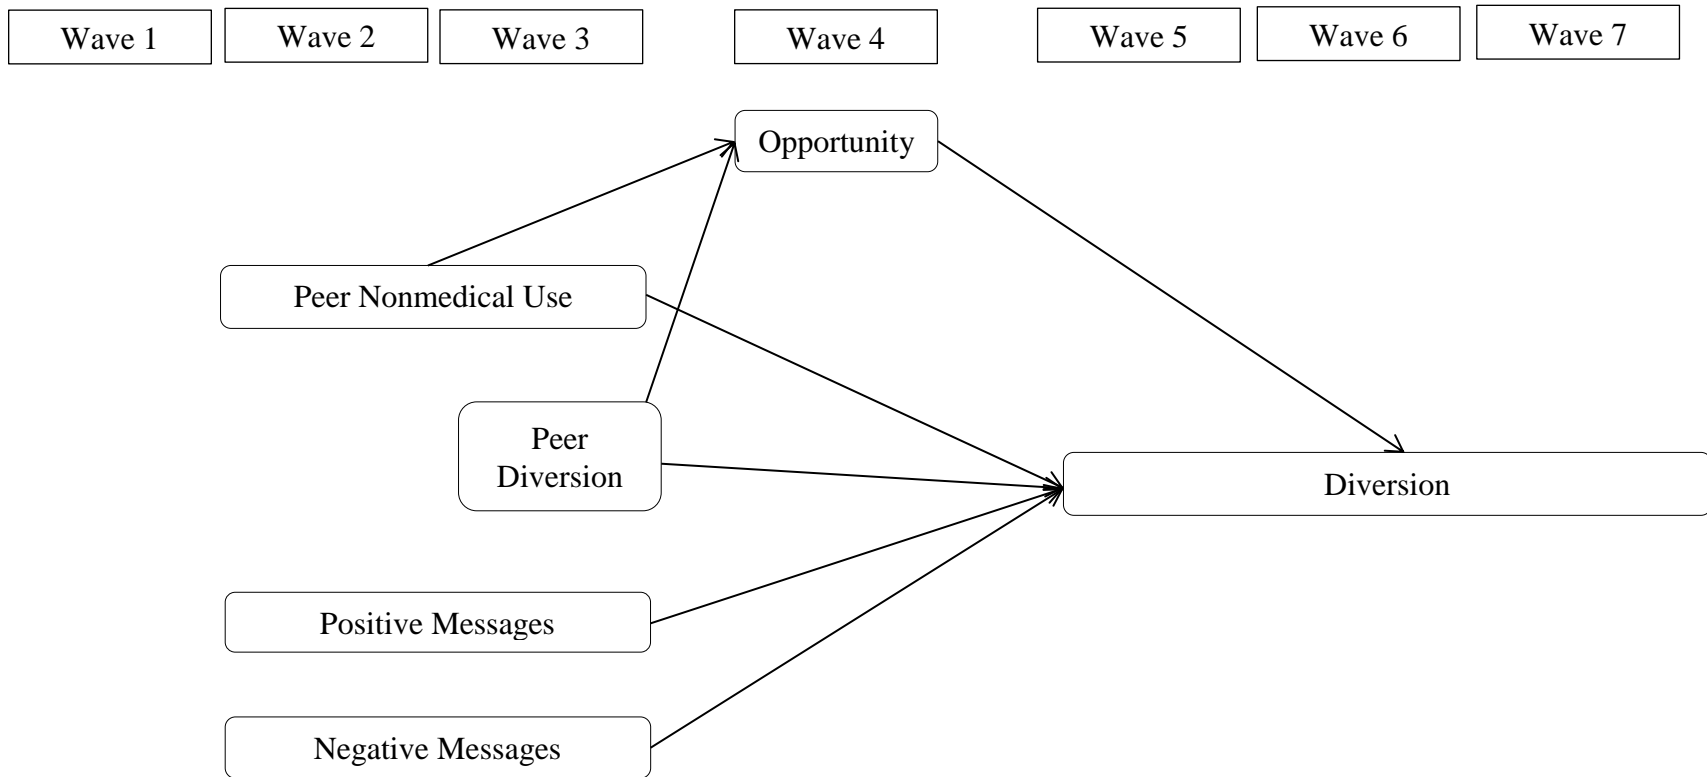 Wave 1
Wave 2
Wave 3
Wave 4
Wave 5
Wave 6
Wave 7
Opportunity
Peer Nonmedical Use
Peer
Diversion
Diversion
Positive Messages
Negative Messages